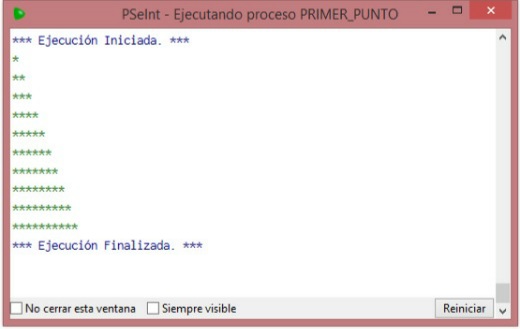 PSeInt - Ejecutando proceso PRIMER_PUNTO
*** Ejecución Iniciada. ***
*
**
***
****
*****
******
*******
********
*********
**********
*** Ejecución Finalizada. ***
No cerrar esta ventana Siempre visible Reiniciar